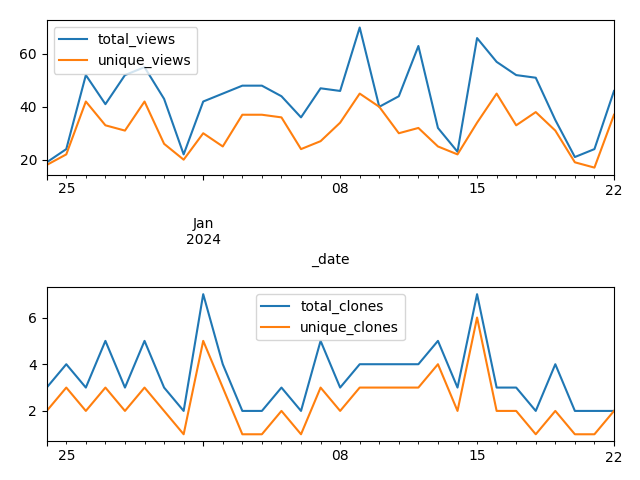 60
40
20
total_views
unique_views
25
08
15
22
Jan
2024
_date
6
4
2
total_clones
unique_clones
25
08
15
22